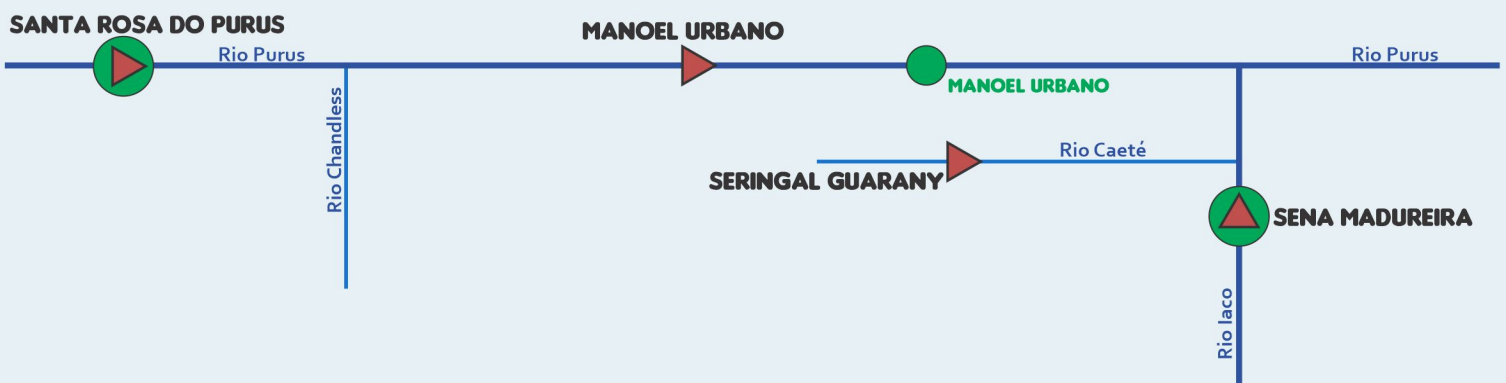 SANTA ROSA DO PURUS
Rio Purus
MANOEL URBANO
Rio Purus
MANOEL URBANO
Rio Chandless
Rio Caeté
SERINGAL GUARANY
SENA MADUREIRA
Rio Iaco